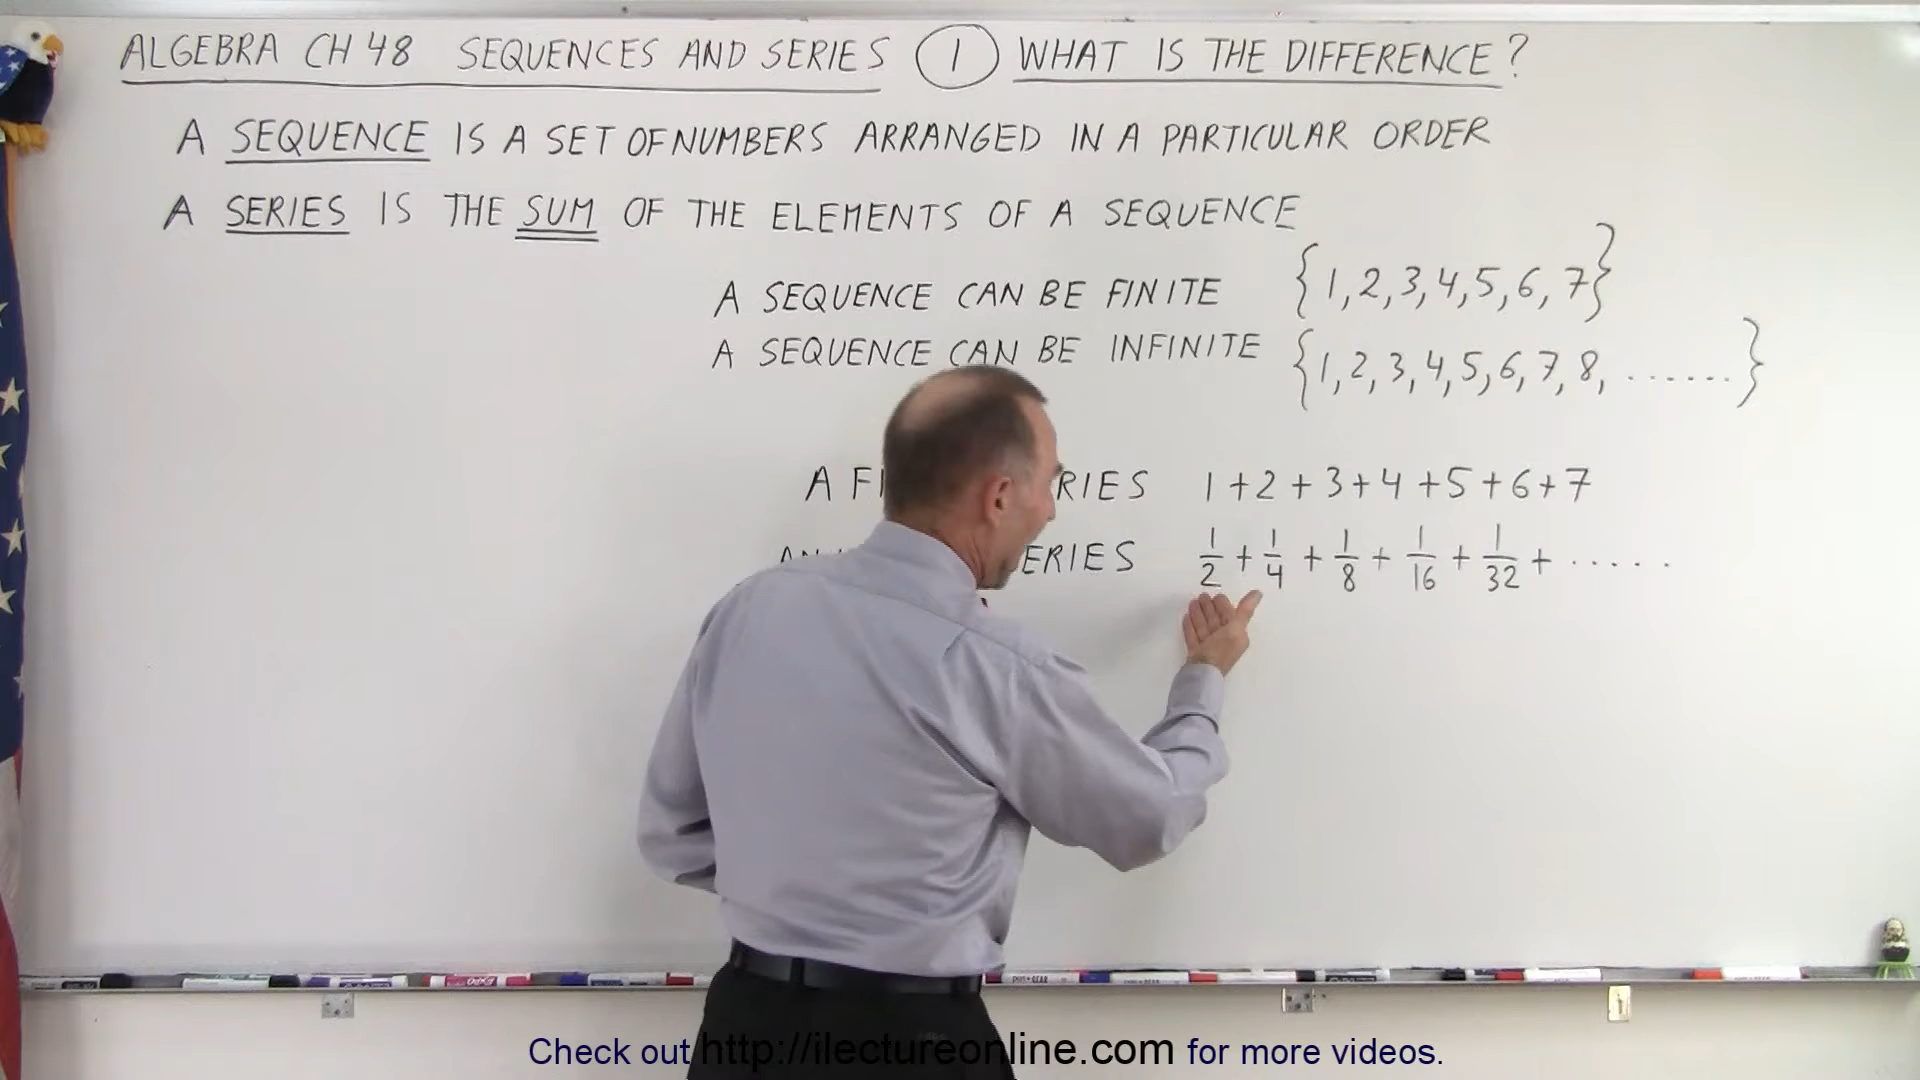 ALGEBRA CH 48 SEQUENCES AND SERIES 1 WHAT IS THE DIFFERENCE?
A SEQUENCE IS A SET OF NUMBERS ARRANGED IN A PARTICULAR ORDER
A SERIES IS THE SUM OF THE ELEMENTS OF A SEQUENCE
A SEQUENCE CAN BE FINITE {1,2,3,4,5,6,7}
A SEQUENCE CAN BE INFINITE {1,2,3,4,5,6,7,8,.......}
A FI RIES 1+2+3+4+5+6+7
AN ERIES 1/2 + 1/4 + 1/8 + 1/16 + 1/32 + .....
Check out http://ilectureonline.com for more videos.